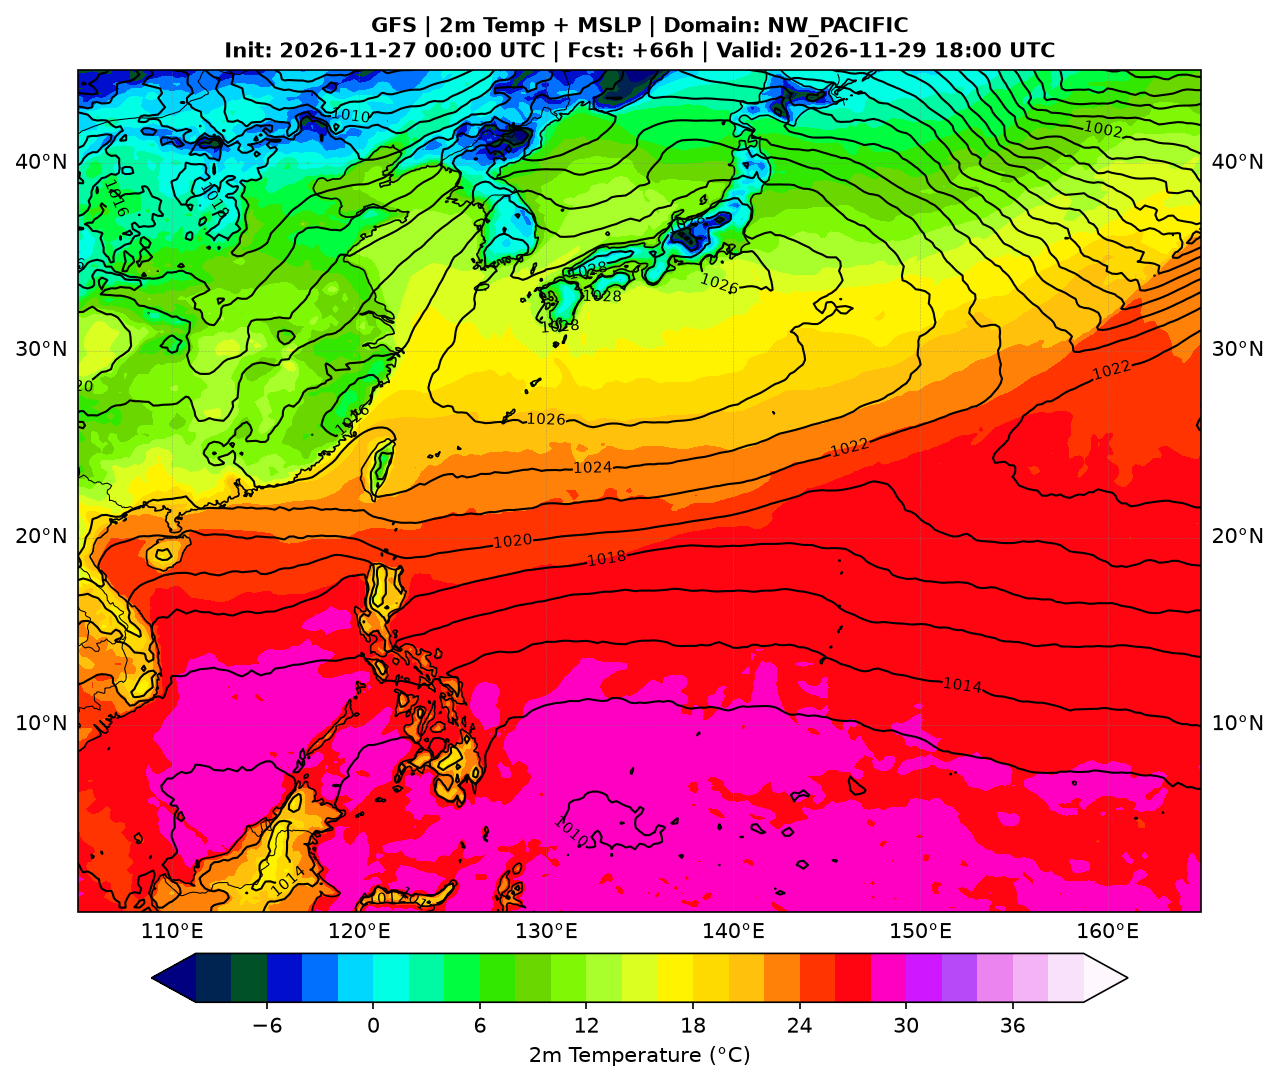 GFS | 2m Temp + MSLP | Domain: NW_PACIFIC
Init: 2026-11-27 00:00 UTC | Fcst: +66h | Valid: 2026-11-29 18:00 UTC
1010
1002
40°N
40°N
1016
1028
1026
1028
1028
30°N
30°N
1022
20
1026
1016
1022
1024
20°N
20°N
1020
1018
1014
10°N
10°N
1010
1014
110°E
120°E
130°E
140°E
150°E
160°E
−6
0
6
12
18
24
30
36
2m Temperature (°C)